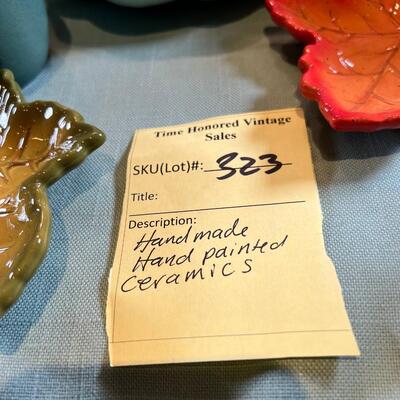 Time Honored Vintage
Sales
SKU(Lot)#: 323
Title:
Description:
Handmade
Hand painted
Ceramics